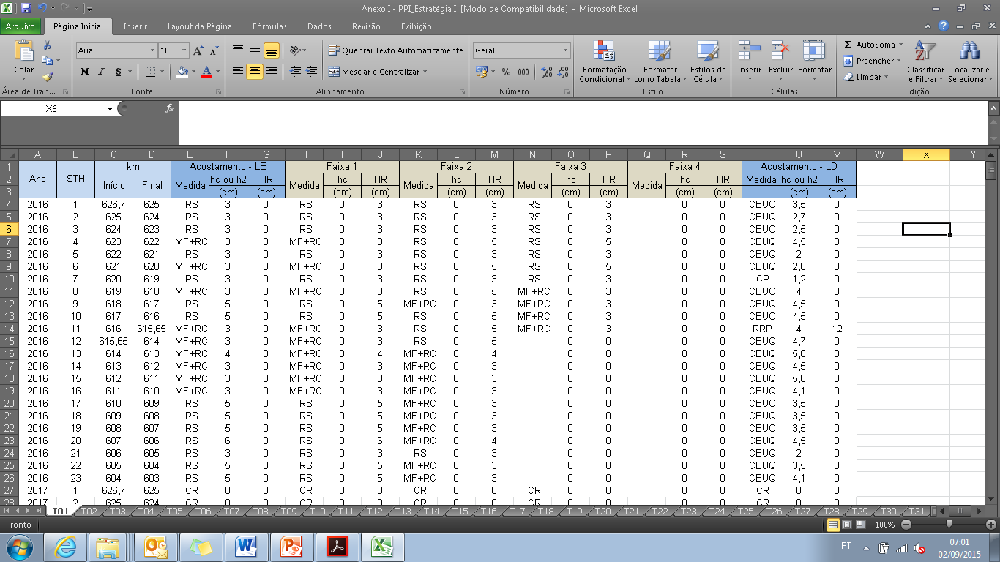 Anexo I - PPI_Estratégia I [Modo de Compatibilidade] - Microsoft Excel
Arquivo Página Inicial Inserir Layout da Página Fórmulas Dados Revisão Exibição
Colar
Área de Tran...
Arial 10
N I S
Fonte
Quebrar Texto Automaticamente
Mesclar e Centralizar
Alinhamento
Geral
% 000
Número
Formatação Condicional
Formatar como Tabela
Estilos de Célula
Estilo
Inserir Excluir Formatar
Células
Σ AutoSoma
Preencher
Limpar
Classificar e Filtrar
Localizar e Selecionar
Edição
X6 fx
A B C D E F G H I J K L M N O P Q R S T U V W X Y
1 km Acostamento - LE Faixa 1 Faixa 2 Faixa 3 Faixa 4 Acostamento - LD
2 Ano STH Início Final Medida hc ou h2 HR Medida hc HR Medida hc HR Medida hc HR Medida hc HR Medida hc ou h2 HR
3 (cm) (cm) (cm) (cm) (cm) (cm) (cm) (cm) (cm) (cm) (cm) (cm)
4 2016 1 626,7 625 RS 3 0 RS 0 3 RS 0 3 RS 0 3 0 0 CBUQ 3,5 0
5 2016 2 625 624 RS 3 0 RS 0 3 RS 0 3 RS 0 3 0 0 CBUQ 2,7 0
6 2016 3 624 623 RS 3 0 RS 0 3 RS 0 3 RS 0 3 0 0 CBUQ 2,5 0
7 2016 4 623 622 MF+RC 3 0 MF+RC 0 3 RS 0 5 RS 0 5 0 0 CBUQ 4,5 0
8 2016 5 622 621 RS 3 0 RS 0 3 RS 0 3 RS 0 3 0 0 CBUQ 2 0
9 2016 6 621 620 MF+RC 3 0 MF+RC 0 3 RS 0 5 RS 0 5 0 0 CBUQ 2,8 0
10 2016 7 620 619 RS 3 0 RS 0 3 RS 0 3 RS 0 3 0 0 CP 1,2 0
11 2016 8 619 618 MF+RC 3 0 MF+RC 0 3 RS 0 5 MF+RC 0 3 0 0 CBUQ 4 0
12 2016 9 618 617 RS 5 0 RS 0 5 MF+RC 0 3 MF+RC 0 3 0 0 CBUQ 4,5 0
13 2016 10 617 616 RS 5 0 RS 0 5 RS 0 5 MF+RC 0 3 0 0 CBUQ 4,5 0
14 2016 11 616 615,65 MF+RC 3 0 MF+RC 0 3 RS 0 5 MF+RC 0 3 0 0 RRP 4 12
15 2016 12 615,65 614 MF+RC 3 0 MF+RC 0 3 RS 0 5 0 0 0 0 CBUQ 4,7 0
16 2016 13 614 613 MF+RC 4 0 MF+RC 0 4 MF+RC 0 4 0 0 0 0 CBUQ 5,8 0
17 2016 14 613 612 MF+RC 3 0 MF+RC 0 3 MF+RC 0 3 0 0 0 0 CBUQ 4,5 0
18 2016 15 612 611 MF+RC 3 0 MF+RC 0 3 MF+RC 0 3 0 0 0 0 CBUQ 5,6 0
19 2016 16 611 610 MF+RC 3 0 MF+RC 0 3 MF+RC 0 3 0 0 0 0 CBUQ 4,1 0
20 2016 17 610 609 RS 5 0 RS 0 5 MF+RC 0 3 0 0 0 0 CBUQ 3,5 0
21 2016 18 609 608 RS 5 0 RS 0 5 MF+RC 0 3 0 0 0 0 CBUQ 3,5 0
22 2016 19 608 607 RS 5 0 RS 0 5 MF+RC 0 3 0 0 0 0 CBUQ 3,5 0
23 2016 20 607 606 RS 6 0 RS 0 6 MF+RC 0 4 0 0 0 0 CBUQ 4,5 0
24 2016 21 606 605 RS 3 0 RS 0 3 RS 0 3 0 0 0 0 CBUQ 2 0
25 2016 22 605 604 RS 5 0 RS 0 5 MF+RC 0 3 0 0 0 0 CBUQ 3,5 0
26 2016 23 604 603 RS 5 0 RS 0 5 MF+RC 0 3 0 0 0 0 CBUQ 4,1 0
27 2017 1 626,7 625 CR 0 0 CR 0 0 CR 0 0 CR 0 0 0 0 CR 0 0
28 2017 2 625 624 CR 0 0 CR 0 0 CR 0 0 CR 0 0 0 0 CR 0 0
T01 T02 T03 T04 T05 T06 T07 T08 T09 T10 T11 T12 T13 T14 T15 T16 T17 T18 T19 T20 T21 T22 T23 T24 T25 T26 T27 T28 T29 T30 T31
Pronto 100%
PT 07:01
02/09/2015